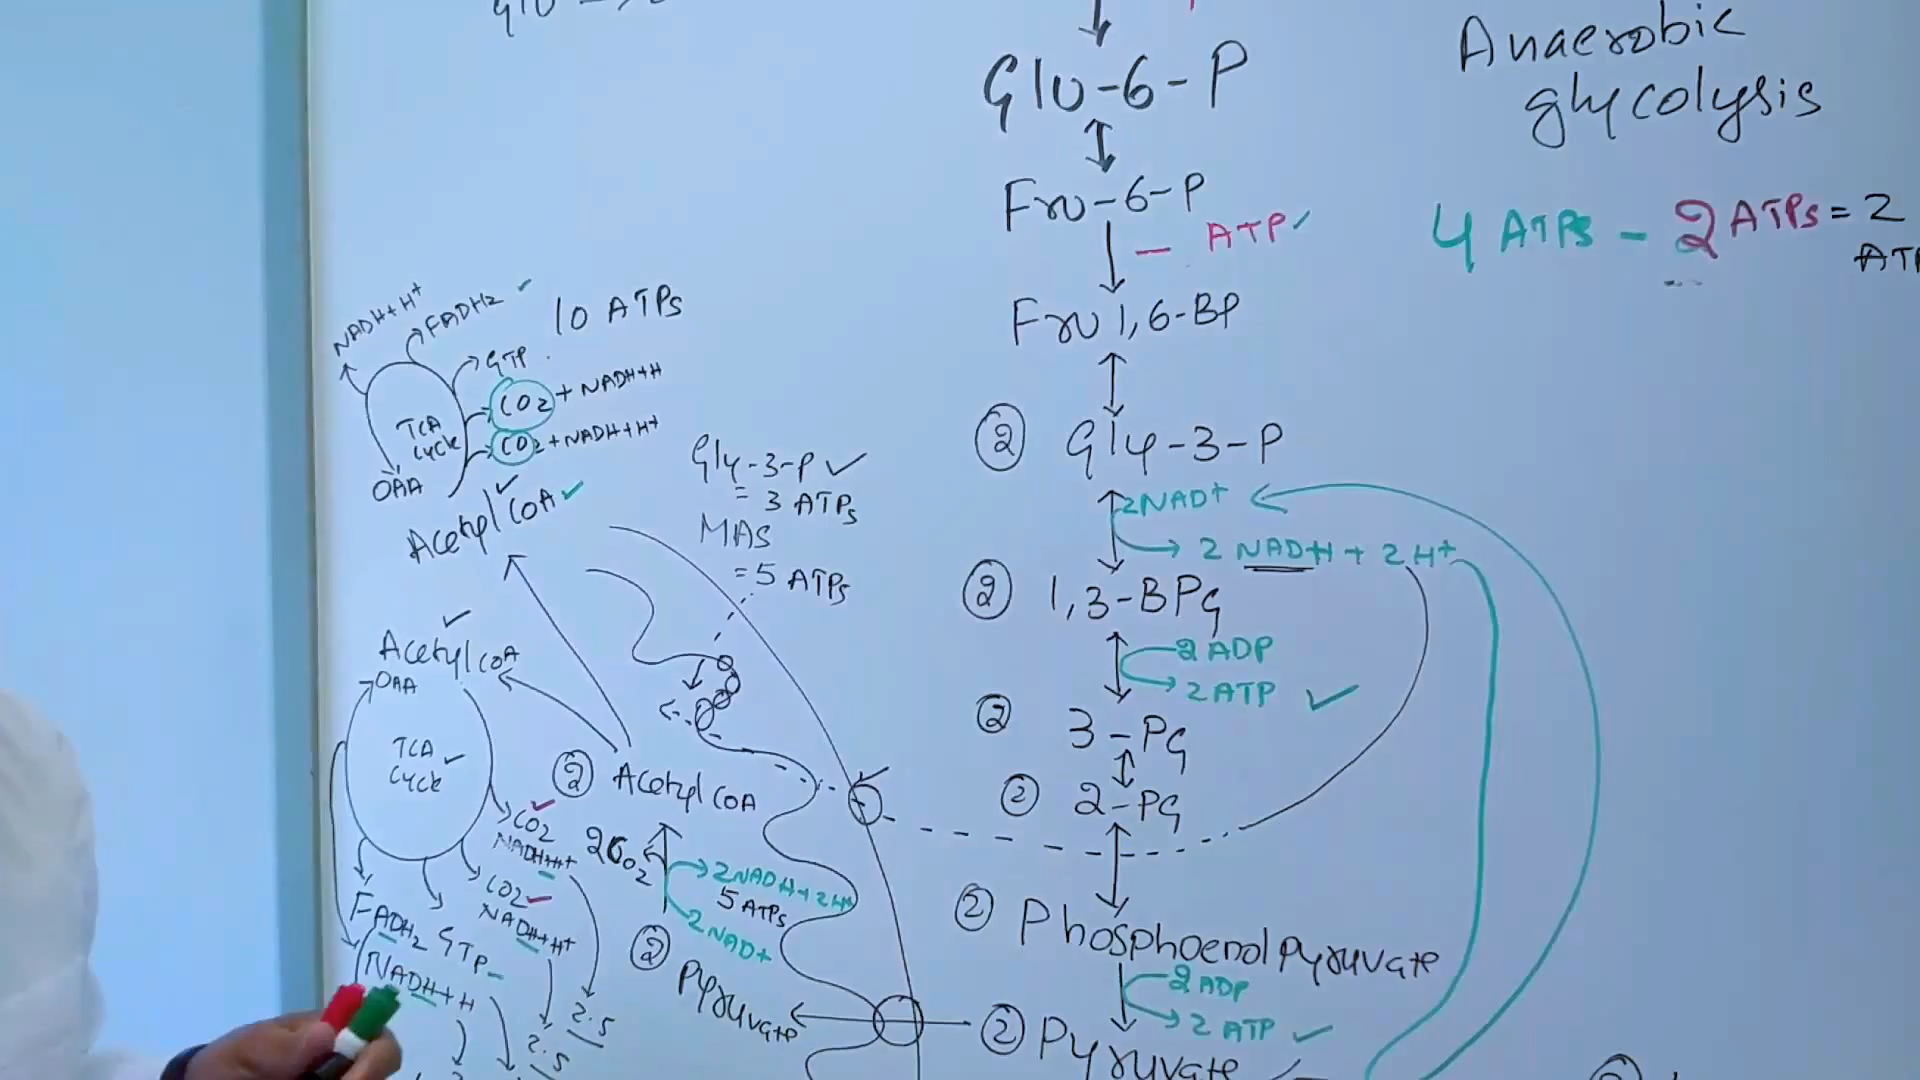 Glu-6-P
Fru-6-P
- ATP
Fru 1,6-BP
② Gly-3-P
2NAD+
2 NADH + 2H+
② 1,3-BPG
2 ADP
2 ATP
② 3-PG
② 2-PG
② Phosphoenol Pyruvate
2 ADP
2 ATP
② Pyruvate
Anaerobic
glycolysis
4 ATPs - 2 ATPs = 2
NADH+H+
FADH2
10 ATPs
GTP
CO2 + NADH+H
CO2 + NADH+H+
TCA
cycle
OAA
Acetyl COA
Gly-3-P
= 3 ATPs
MAS
= 5 ATPs
Acetyl COA
OAA
TCA
cycle
CO2
NADH+H+
CO2
NADH+H+
FADH2
GTP
NADH+H
2.5
2.5
② Acetyl COA
2CO2
2NADH+2H+
5 ATPs
2NAD+
② Pyruvate